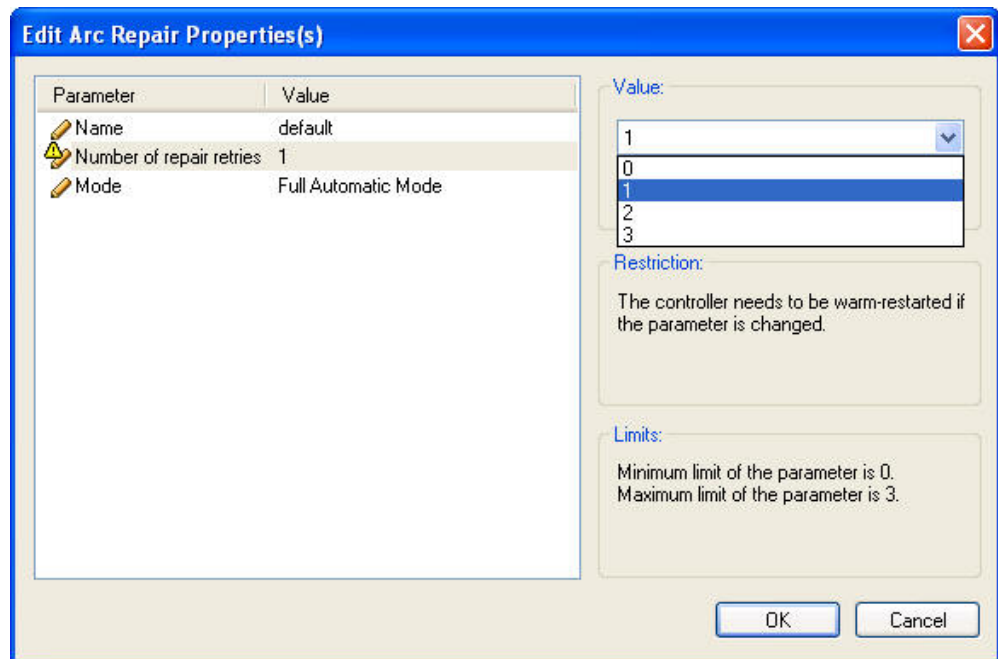 Edit Arc Repair Properties(s)
Parameter Value
Name default
Number of repair retries 1
Mode Full Automatic Mode
Value:
1
0
1
2
3
Restriction:
The controller needs to be warm-restarted if
the parameter is changed.
Limits:
Minimum limit of the parameter is 0.
Maximum limit of the parameter is 3.
OK Cancel